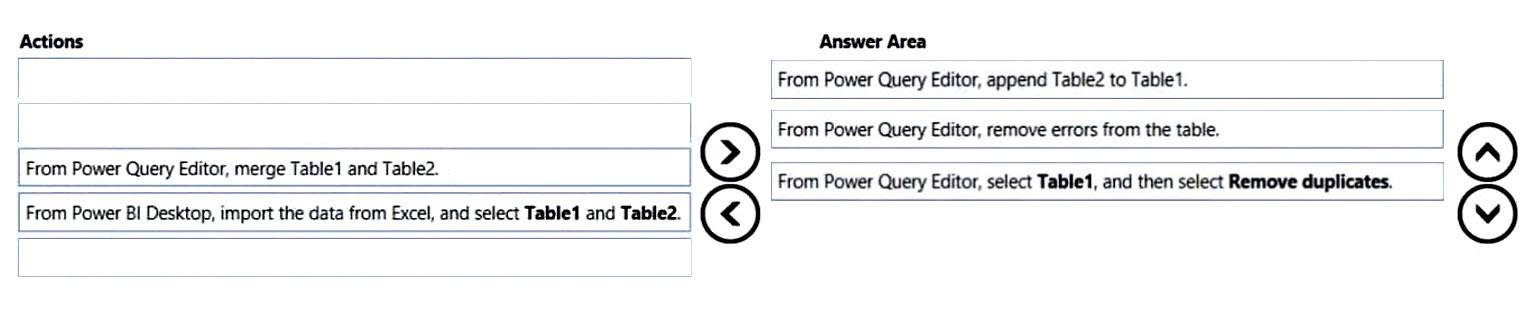 Actions
From Power Query Editor, merge Table1 and Table2.
From Power BI Desktop, import the data from Excel, and select Table1 and Table2.
Answer Area
From Power Query Editor, append Table2 to Table1.
From Power Query Editor, remove errors from the table.
From Power Query Editor, select Table1, and then select Remove duplicates.